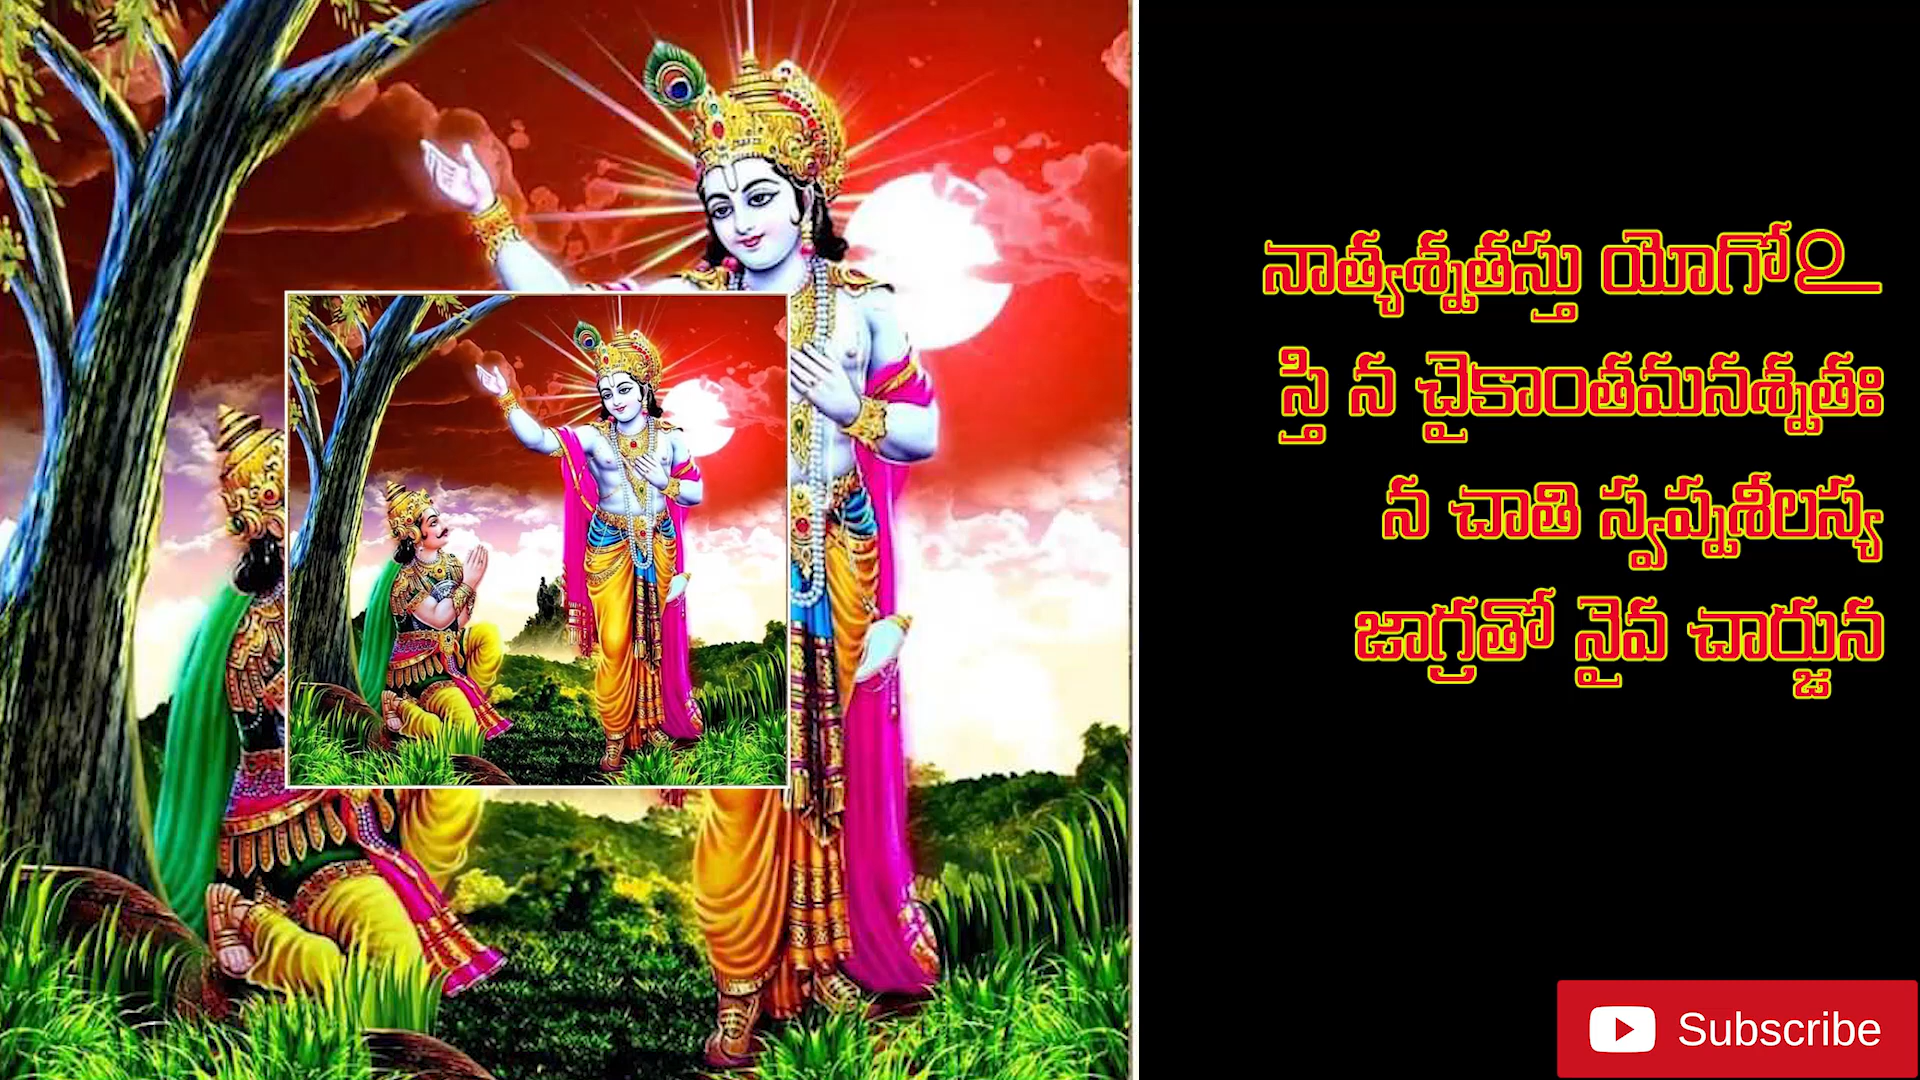 నాత్యశ్నతస్తు యోగోఽ
స్తి న చైకాంతమనశ్నతః
న చాతి స్వప్నశీలస్య
జాగ్రతో నైవ చార్జున
Subscribe